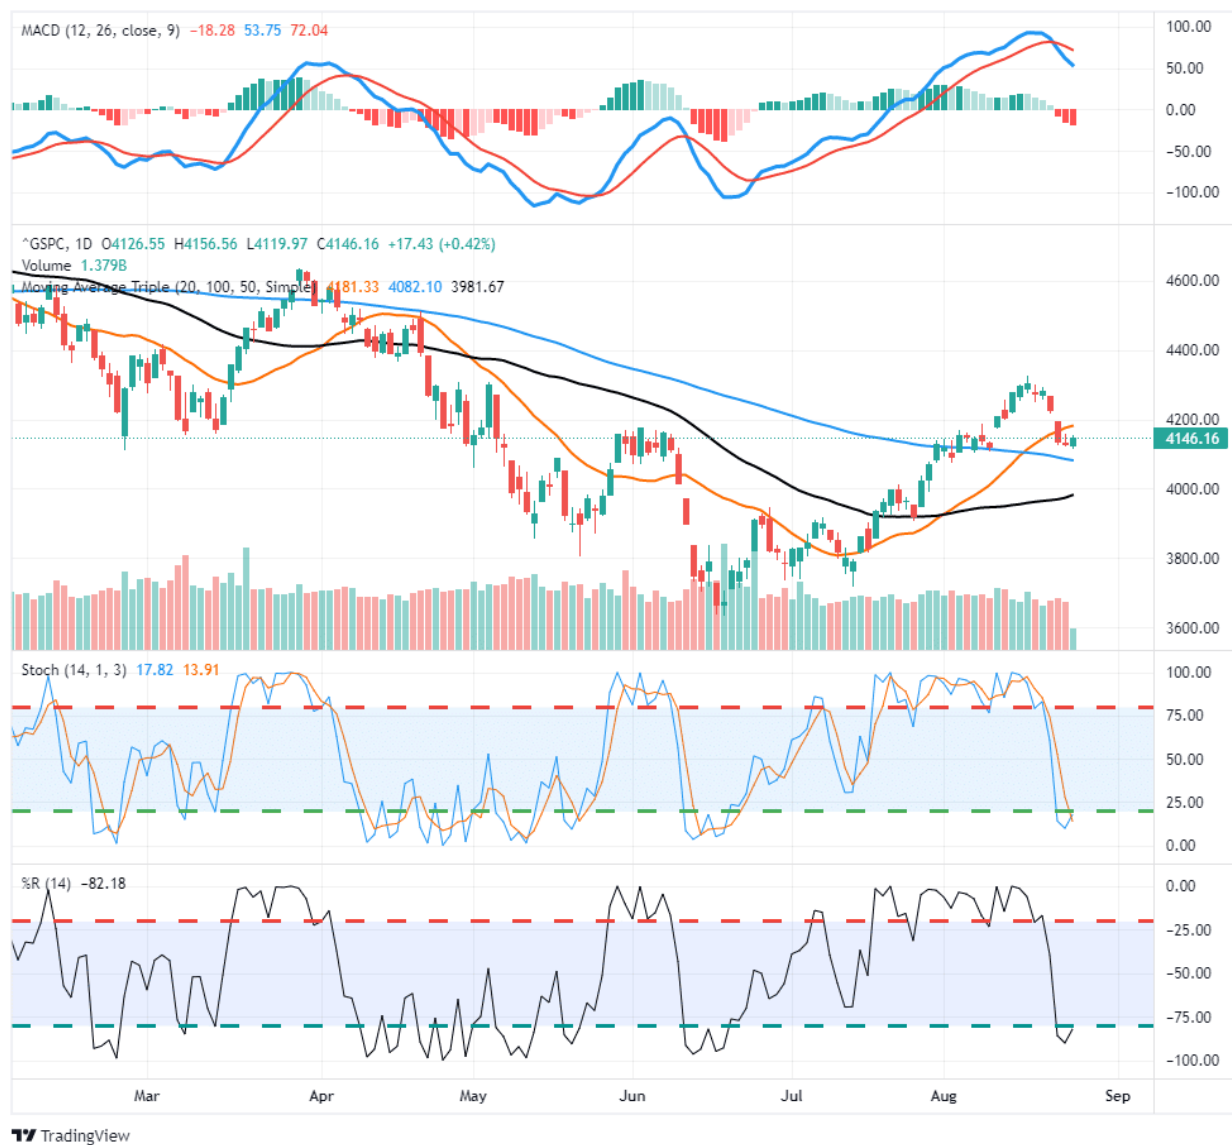 MACD (12, 26, close, 9) −18.28 53.75 72.04
100.00
50.00
0.00
−50.00
−100.00
^GSPC, 1D O4126.55 H4156.56 L4119.97 C4146.16 +17.43 (+0.42%)
Volume 1.379B
Moving Average Triple (20, 100, 50, Simple) 4181.33 4082.10 3981.67
4600.00
4400.00
4200.00
4146.16
4000.00
3800.00
3600.00
Stoch (14, 1, 3) 17.82 13.91
100.00
75.00
50.00
25.00
0.00
%R (14) −82.18
0.00
−25.00
−50.00
−75.00
−100.00
Mar Apr May Jun Jul Aug Sep
TradingView